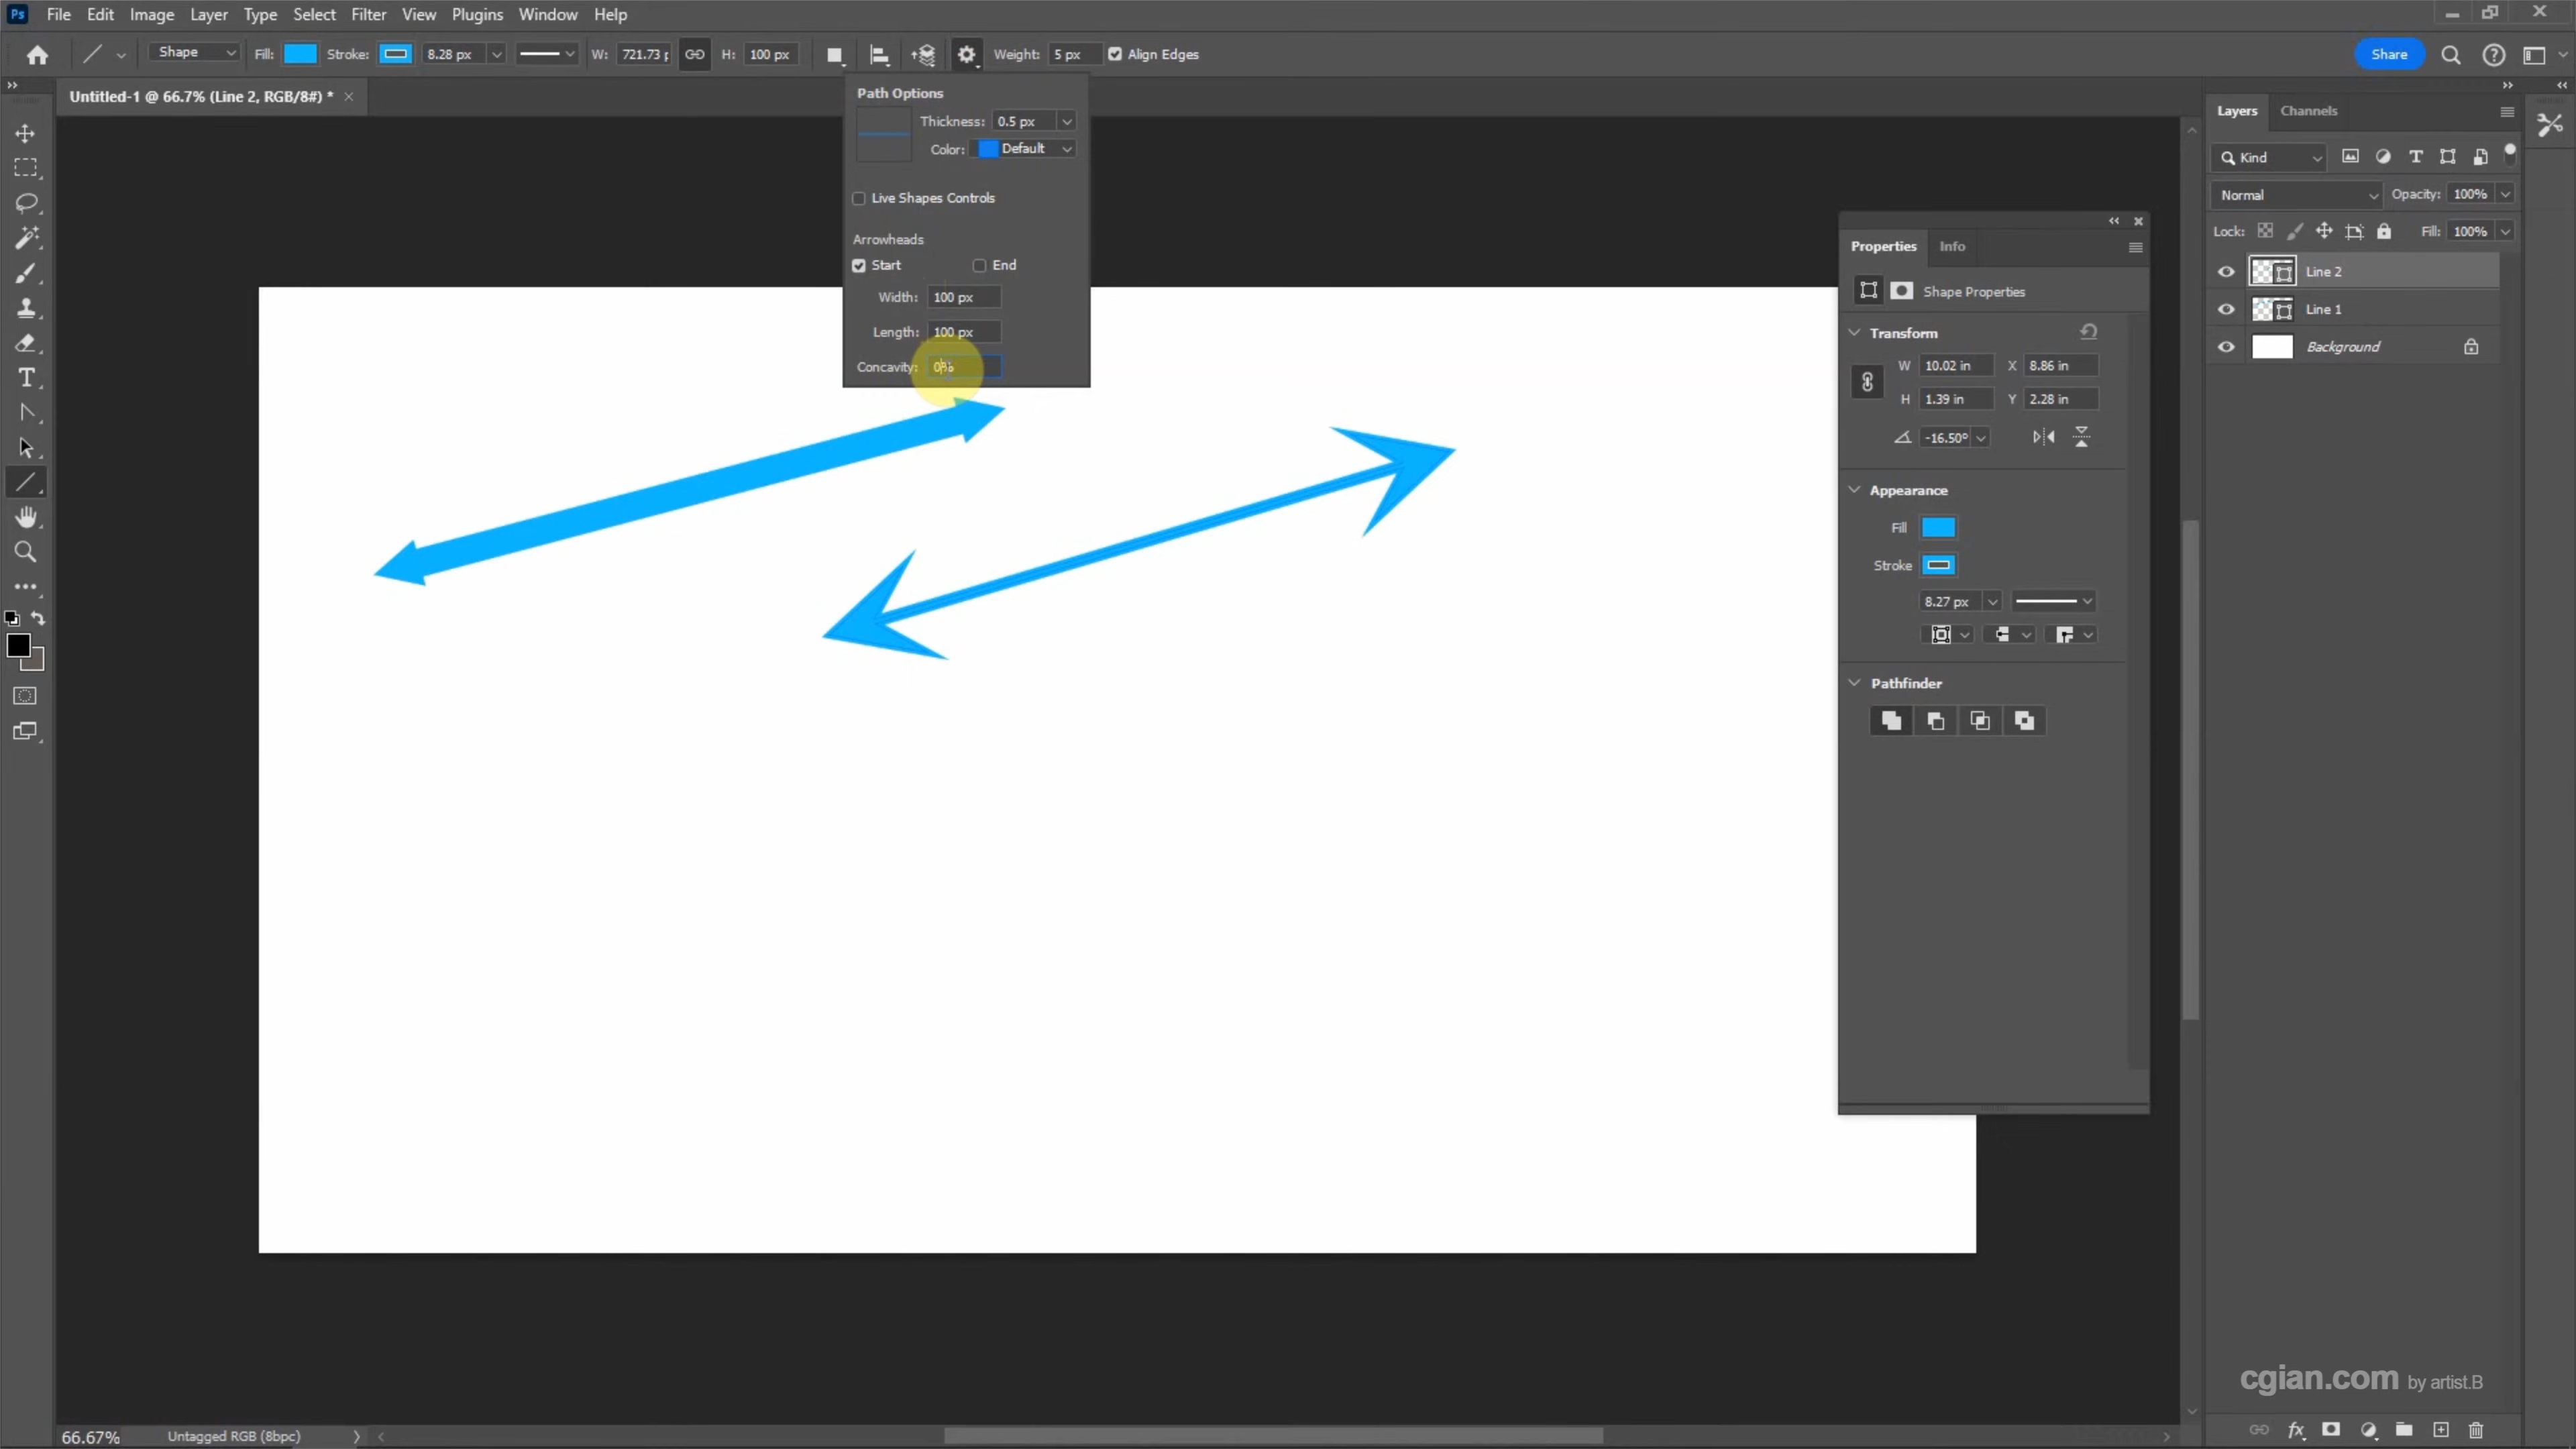 Ps File Edit Image Layer Type Select Filter View Plugins Window Help
Shape Fill: Stroke: 8.28 px W: 721.73 H: 100 px Weight: 5 px Align Edges Share
Untitled-1 @ 66.7% (Line 2, RGB/8#) *
Path Options
Thickness: 0.5 px
Color: Default
Live Shapes Controls
Arrowheads
Start End
Width: 100 px
Length: 100 px
Concavity: 0%
Properties Info
Shape Properties
Transform
W 10.02 in X 8.86 in
H 1.39 in Y 2.28 in
-16.50°
Appearance
Fill
Stroke
8.27 px
Pathfinder
Layers Channels
Kind
Normal Opacity: 100%
Lock: Fill: 100%
Line 2
Line 1
Background
cgian.com by artist.B
66.67% Untagged RGB (8bpc)